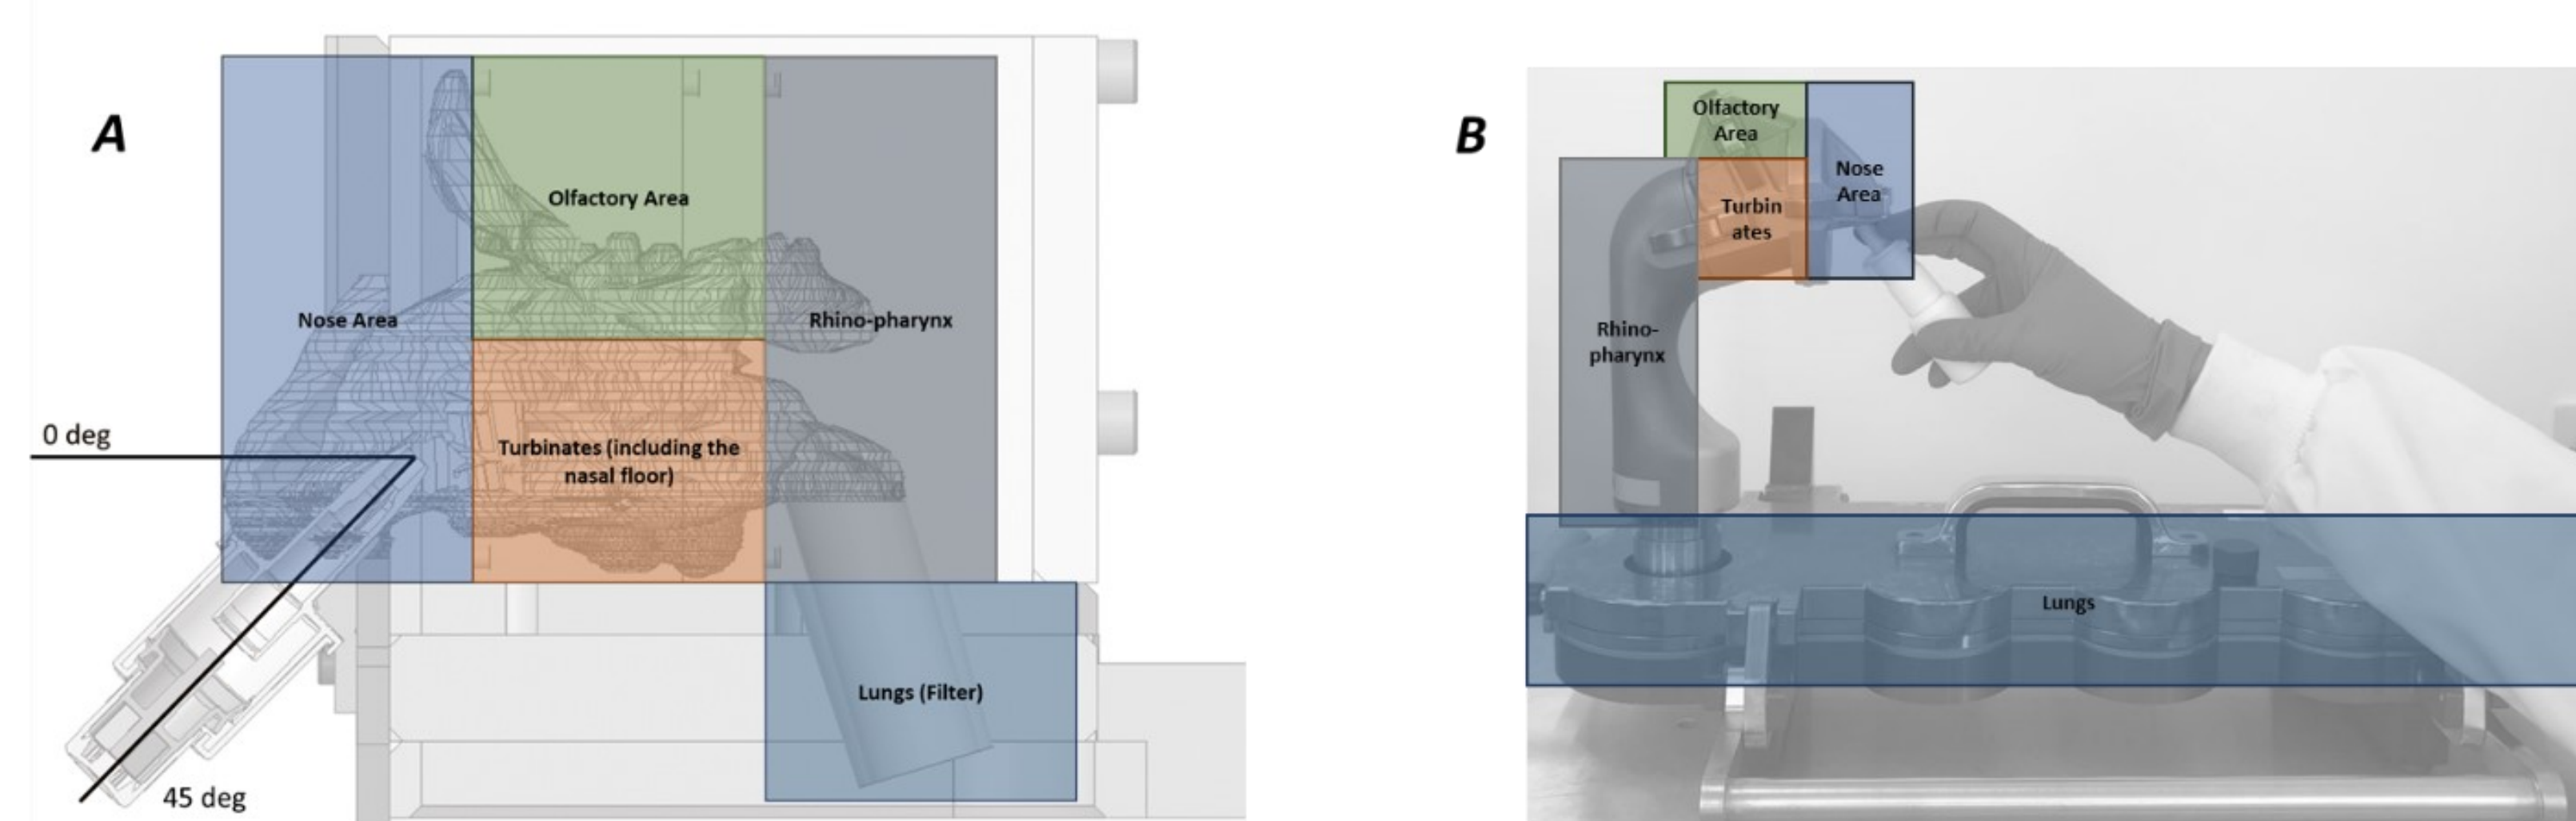 A
Olfactory Area
Nose Area
Rhino-pharynx
0 deg
Turbinates (including the
nasal floor)
Lungs (Filter)
45 deg
B
Olfactory
Area
Nose
Area
Turbin
ates
Rhino-
pharynx
Lungs